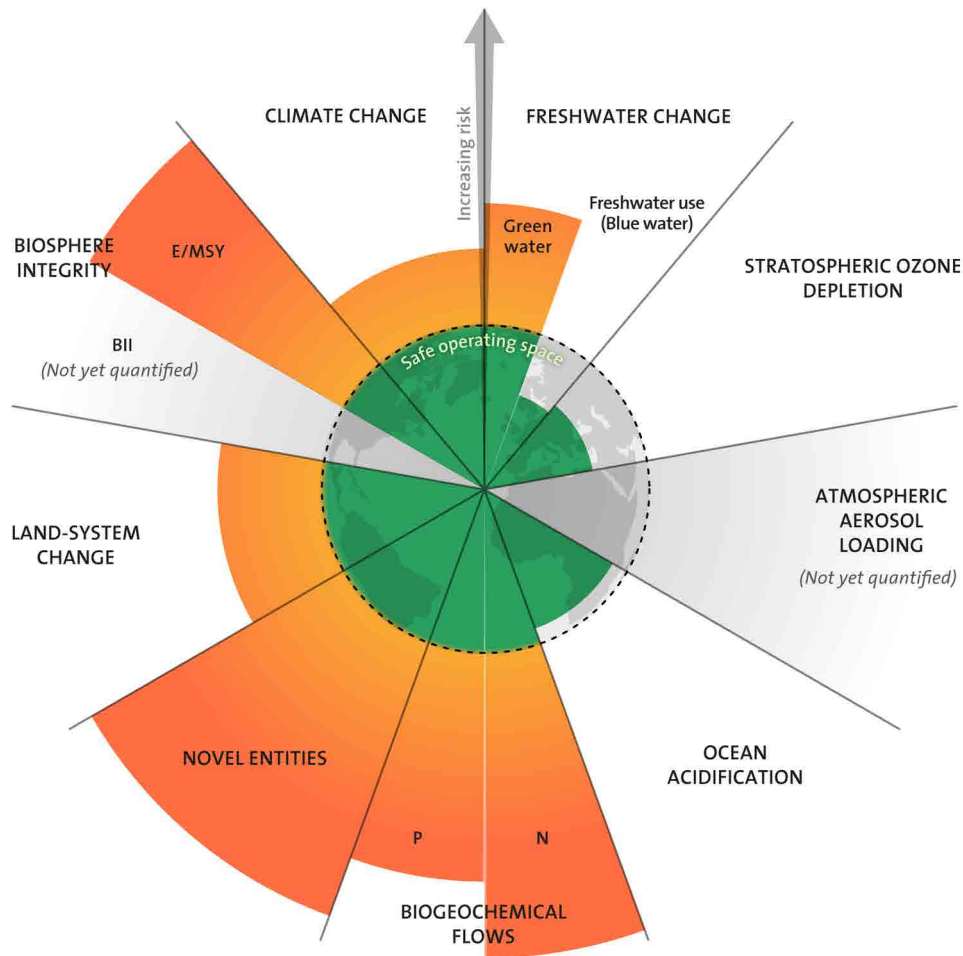 CLIMATE CHANGE
FRESHWATER CHANGE
Increasing risk
Freshwater use
(Blue water)
Green
water
BIOSPHERE
INTEGRITY
E/MSY
STRATOSPHERIC OZONE
DEPLETION
BII
(Not yet quantified)
Safe operating space
ATMOSPHERIC
AEROSOL
LOADING
(Not yet quantified)
LAND-SYSTEM
CHANGE
NOVEL ENTITIES
OCEAN
ACIDIFICATION
P
N
BIOGEOCHEMICAL
FLOWS